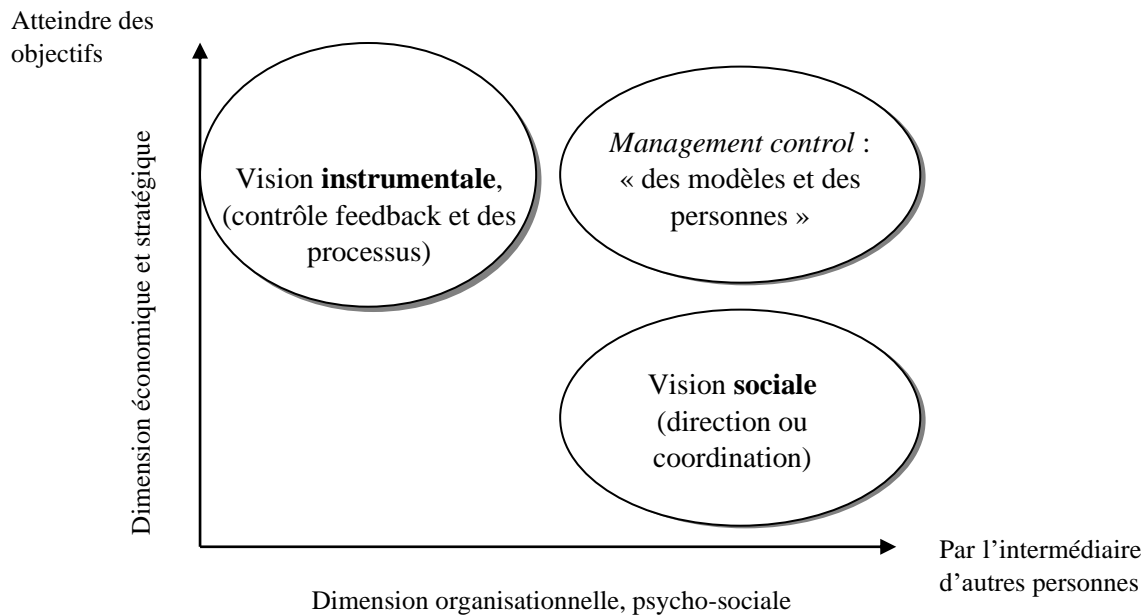 Atteindre des
objectifs
Dimension économique et stratégique
Vision instrumentale,
(contrôle feedback et des
processus)
Management control :
« des modèles et des
personnes »
Vision sociale
(direction ou
coordination)
Par l’intermédiaire
d’autres personnes
Dimension organisationnelle, psycho-sociale